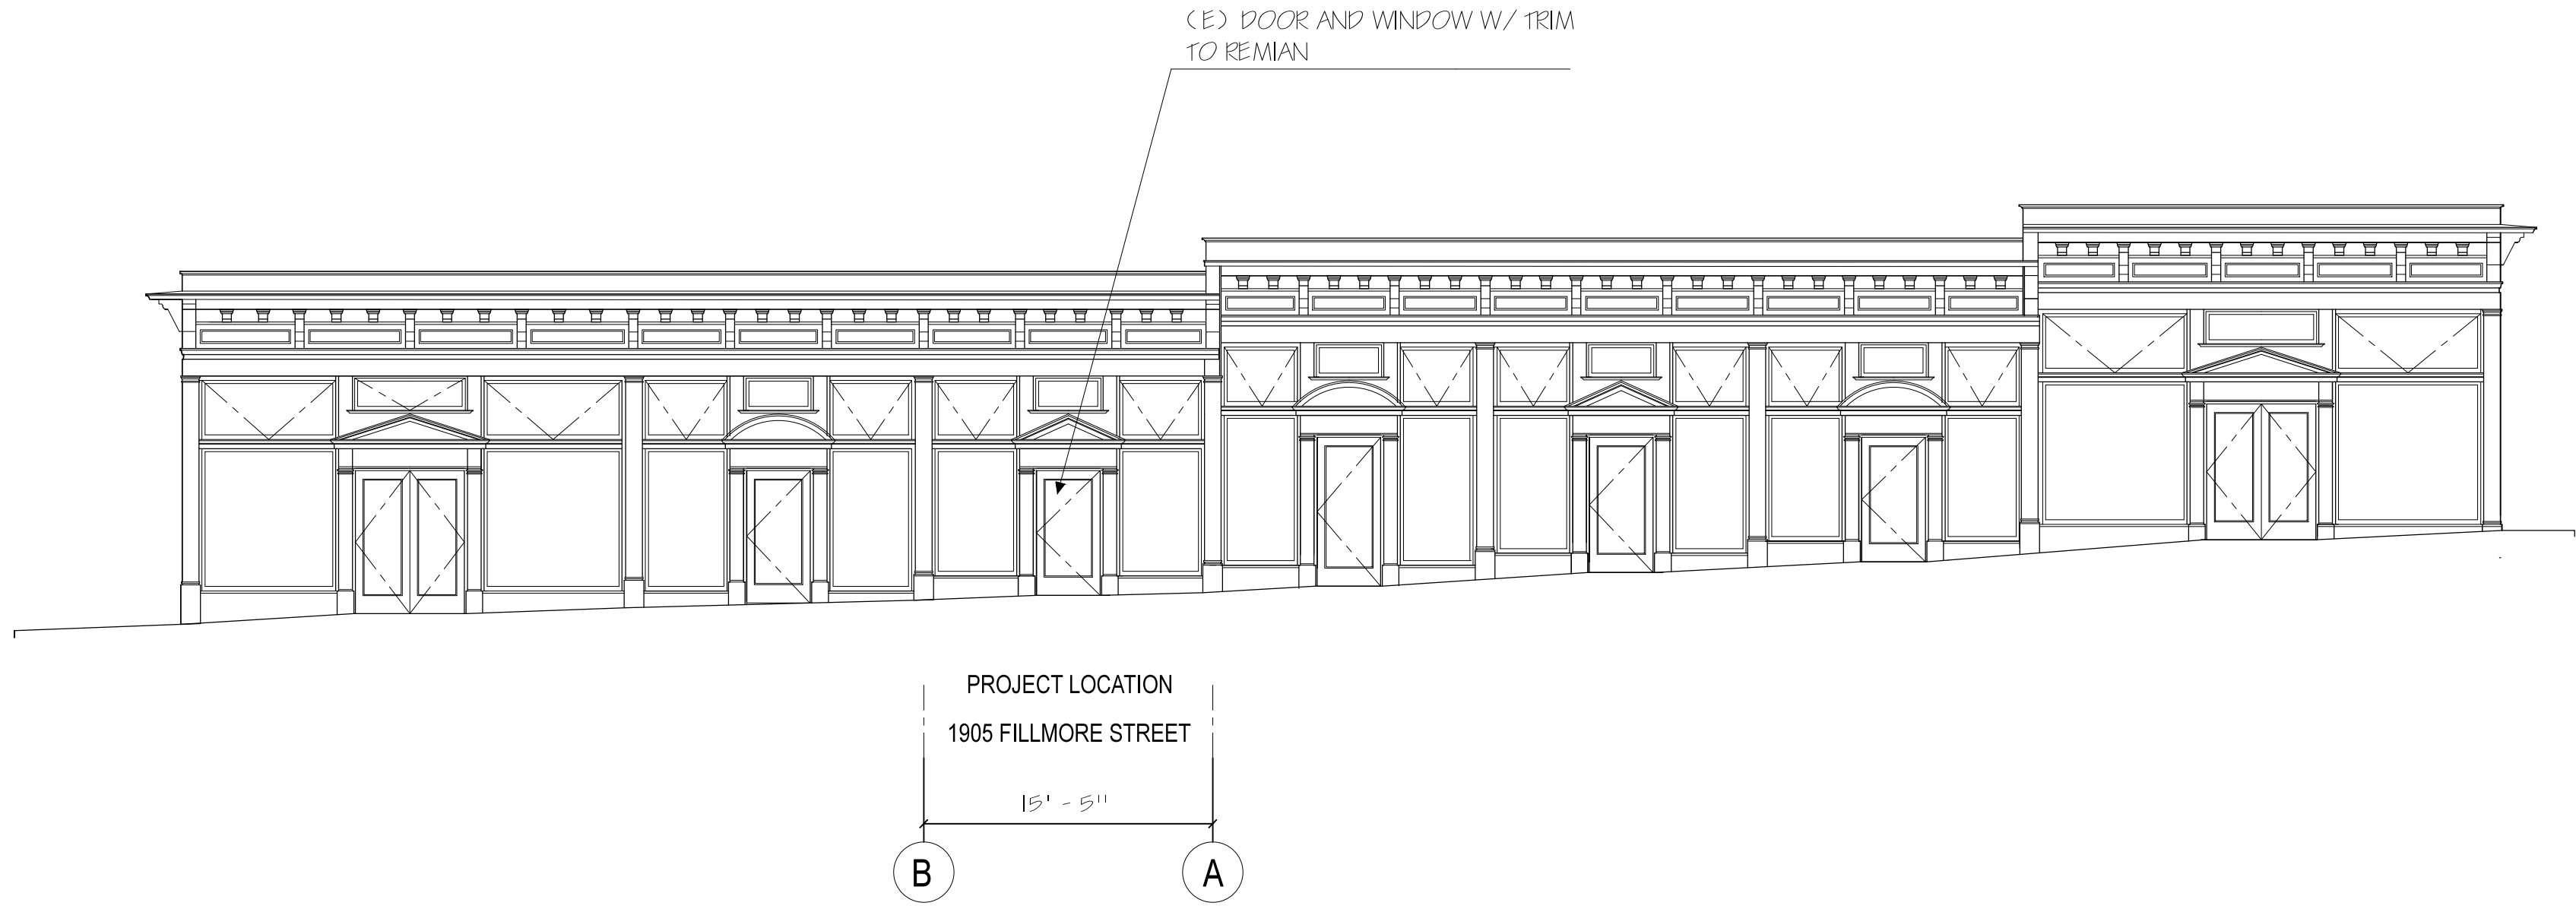 (E) DOOR AND WINDOW W/ TRIM
TO REMIAN
PROJECT LOCATION
1905 FILLMORE STREET
15' - 5"
B
A